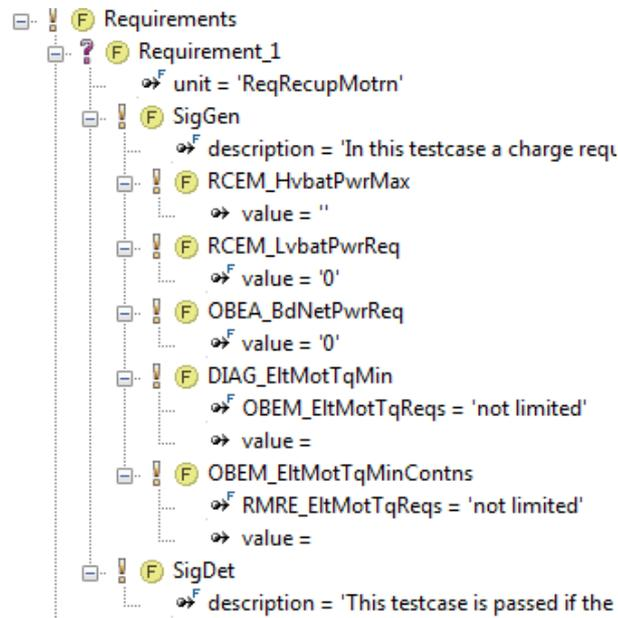 F Requirements
F Requirement_1
F unit = 'ReqRecupMotrn'
F SigGen
F description = 'In this testcase a charge requ
F RCEM_HvbatPwrMax
value = ''
F RCEM_LvbatPwrReq
F value = '0'
F OBEA_BdNetPwrReq
F value = '0'
F DIAG_EltMotTqMin
F OBEM_EltMotTqReqs = 'not limited'
value =
F OBEM_EltMotTqMinContns
F RMRE_EltMotTqReqs = 'not limited'
value =
F SigDet
F description = 'This testcase is passed if the